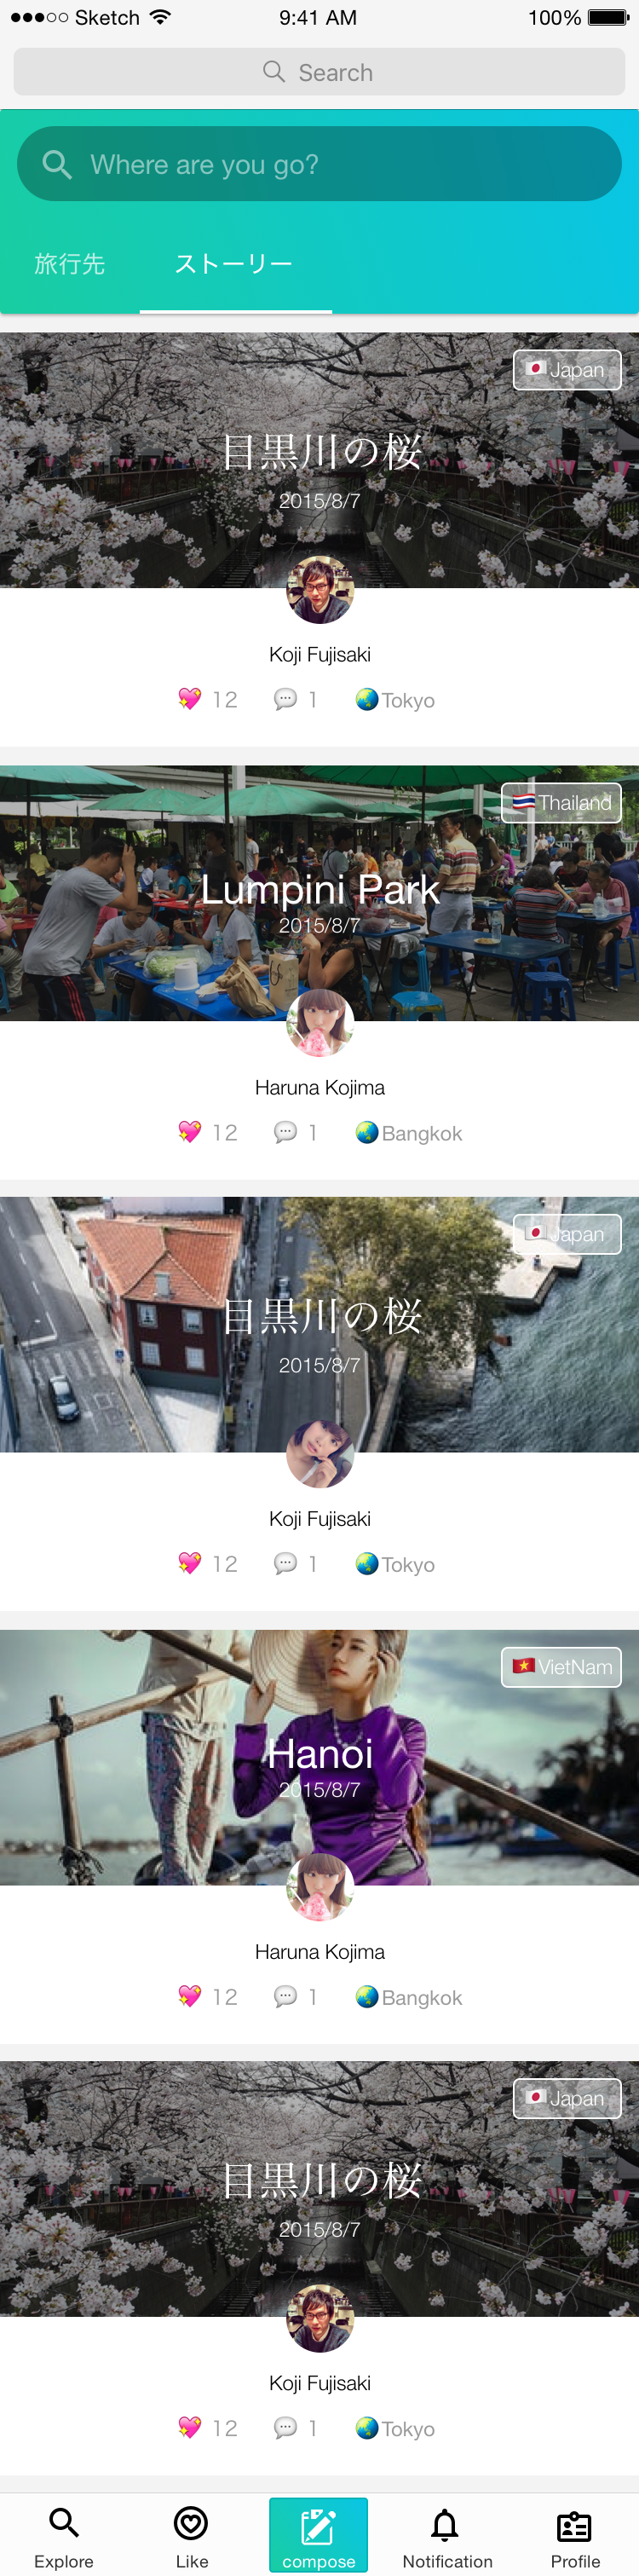 Sketch 9:41 AM 100%
Search
Where are you go?
旅行先 ストーリー
Japan
目黒川の桜
2015/8/7
Koji Fujisaki
12 1 Tokyo
Thailand
Lumpini Park
2015/8/7
Haruna Kojima
12 1 Bangkok
Japan
目黒川の桜
2015/8/7
Koji Fujisaki
12 1 Tokyo
VietNam
Hanoi
2015/8/7
Haruna Kojima
12 1 Bangkok
Japan
目黒川の桜
2015/8/7
Koji Fujisaki
12 1 Tokyo
Explore Like compose Notification Profile